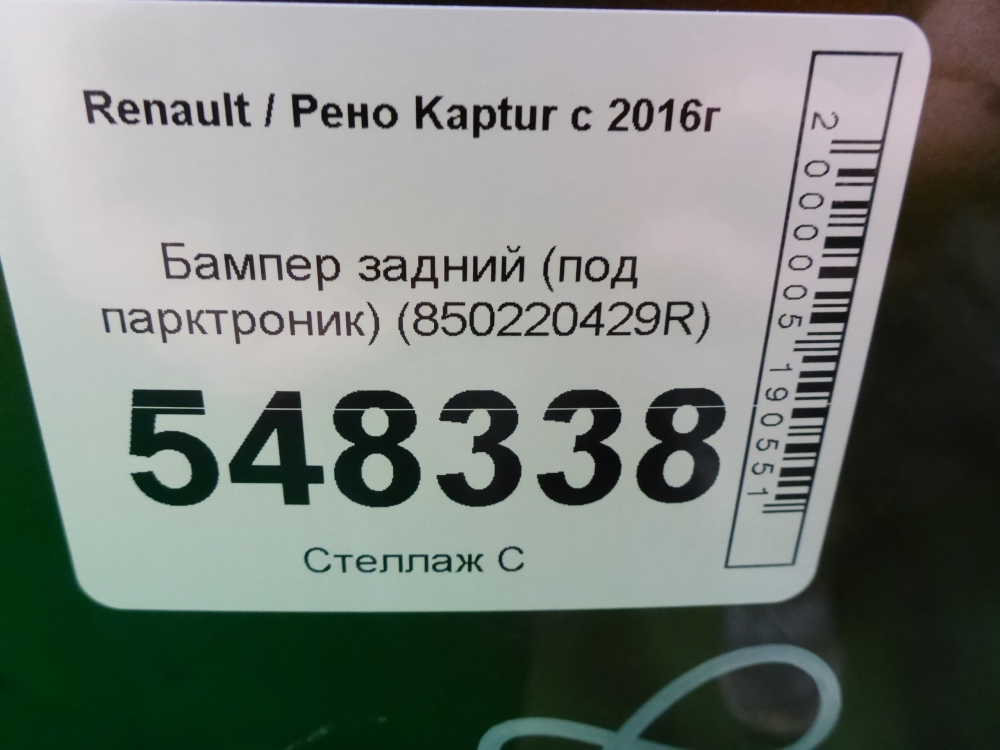 Renault / Рено Kaptur с 2016г
Бампер задний (под
парктроник) (850220429R)
548338
Стеллаж С
2000005190551